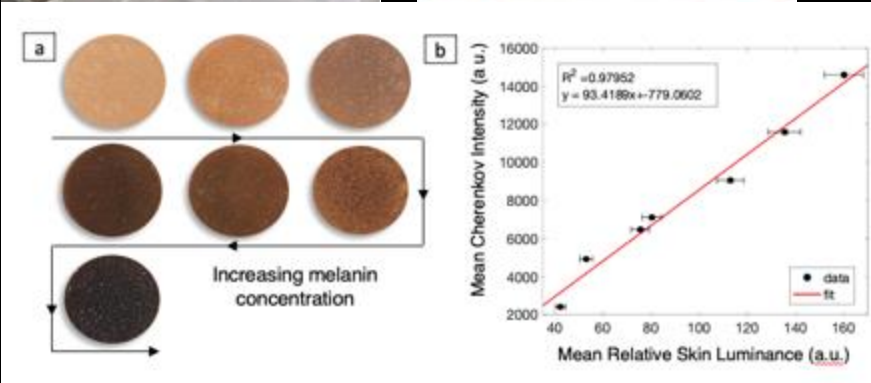 a
Increasing melanin
concentration
b
Mean Cherenkov Intensity (a.u.)
16000
14000
12000
10000
8000
6000
4000
2000
R² =0.97952
y = 93.4189x+-779.0602
data
fit
40 60 80 100 120 140 160
Mean Relative Skin Luminance (a.u.)